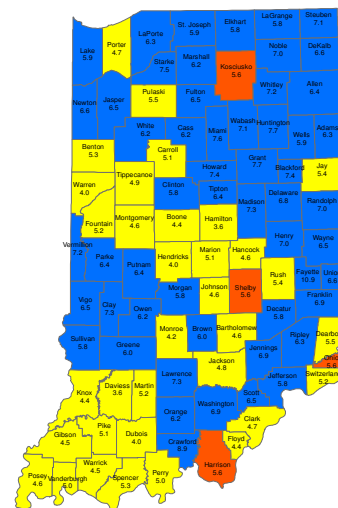 St. Joseph
5.9
Elkhart
5.8
LaGrange
5.8
Steuben
7.1
LaPorte
6.3
Porter
4.7
Lake
5.9
Noble
7.0
DeKalb
6.6
Marshall
6.2
Starke
7.5
Kosciusko
5.6
Whitley
7.2
Allen
6.4
Pulaski
5.5
Fulton
6.5
Jasper
6.5
Newton
6.6
Wabash
7.1
Huntington
7.7
Miami
7.6
White
6.2
Cass
6.2
Wells
5.9
Adams
6.3
Carroll
5.1
Benton
5.3
Grant
7.7
Blackford
7.4
Jay
5.4
Howard
7.4
Tippecanoe
4.9
Warren
4.0
Clinton
5.8
Tipton
6.4
Delaware
6.8
Randolph
7.0
Madison
7.3
Montgomery
4.6
Boone
4.4
Hamilton
3.6
Fountain
5.2
Henry
7.0
Wayne
6.5
Vermillion
7.2
Parke
6.4
Putnam
6.4
Hendricks
4.0
Marion
5.1
Hancock
4.6
Rush
5.4
Fayette
10.9
Union
6.6
Shelby
5.6
Johnson
4.6
Morgan
5.8
Franklin
6.9
Vigo
6.5
Clay
7.3
Owen
6.2
Decatur
5.8
Monroe
4.2
Brown
6.0
Bartholomew
4.6
Ripley
6.3
Dearbo
5.5
Sullivan
5.8
Greene
6.0
Jennings
6.9
Ohio
5.6
Jackson
4.8
Switzerland
5.2
Jefferson
5.8
Lawrence
7.3
Knox
4.4
Daviess
3.6
Martin
5.2
Scott
6.5
Washington
6.9
Orange
6.2
Clark
4.7
Pike
5.1
Dubois
4.0
Gibson
4.5
Crawford
6.9
Floyd
4.4
Harrison
5.6
Warrick
4.5
Perry
5.0
Posey
4.6
Vanderburgh
5.0
Spencer
5.3